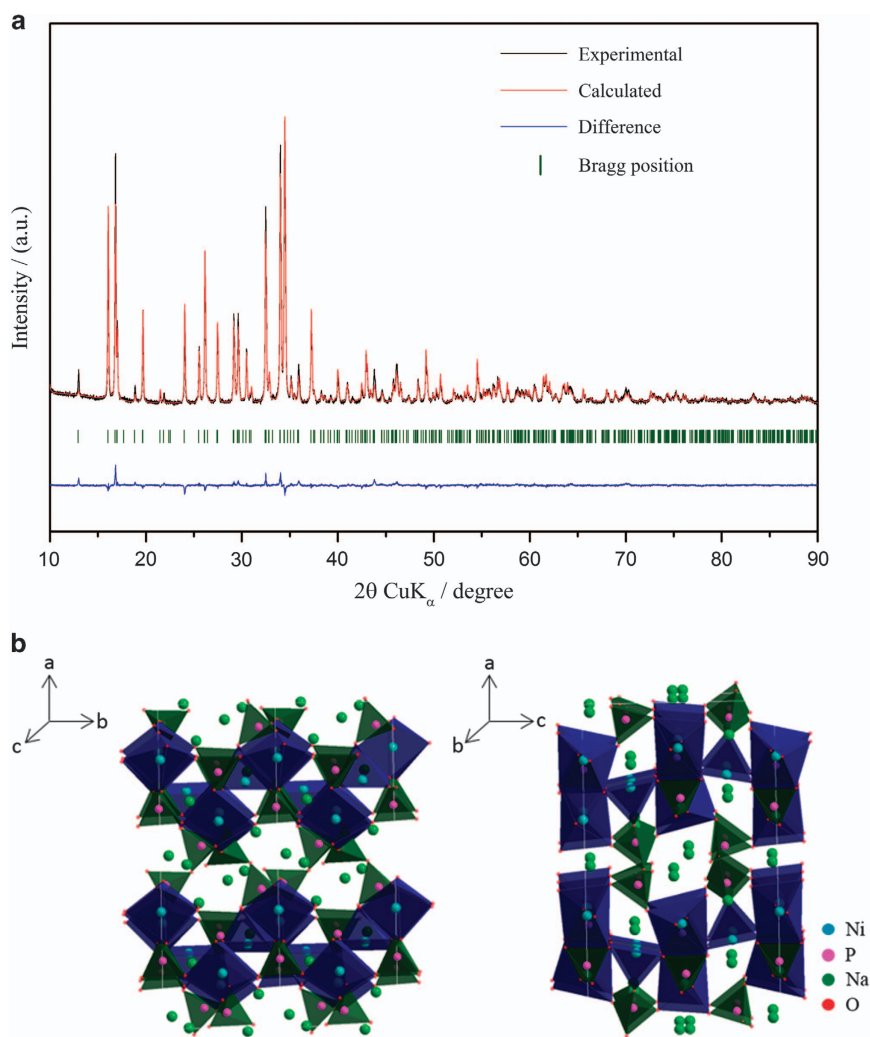 a
Experimental
Calculated
Difference
Bragg position
Intensity / (a.u.)
10 20 30 40 50 60 70 80 90
2θ CuKα / degree
b
a
b
c
a
c
b
Ni
P
Na
O